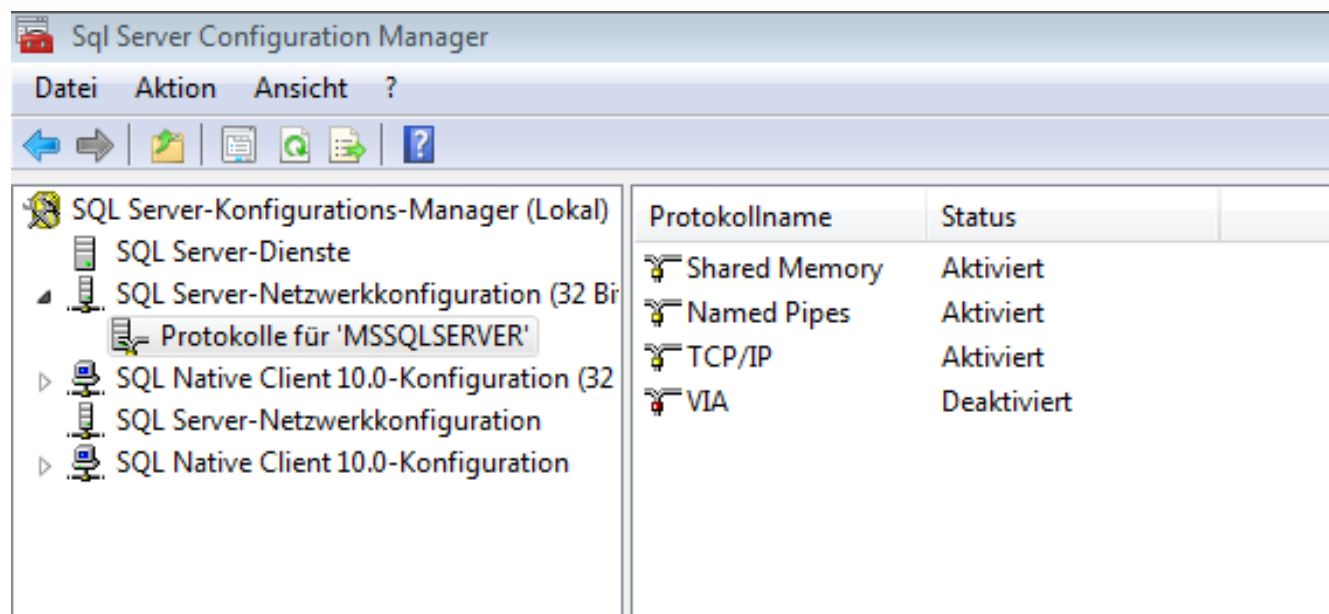 Sql Server Configuration Manager
Datei Aktion Ansicht ?
SQL Server-Konfigurations-Manager (Lokal)
SQL Server-Dienste
SQL Server-Netzwerkkonfiguration (32 Bit
Protokolle für 'MSSQLSERVER'
SQL Native Client 10.0-Konfiguration (32
SQL Server-Netzwerkkonfiguration
SQL Native Client 10.0-Konfiguration
Protokollname Status
Shared Memory Aktiviert
Named Pipes Aktiviert
TCP/IP Aktiviert
VIA Deaktiviert